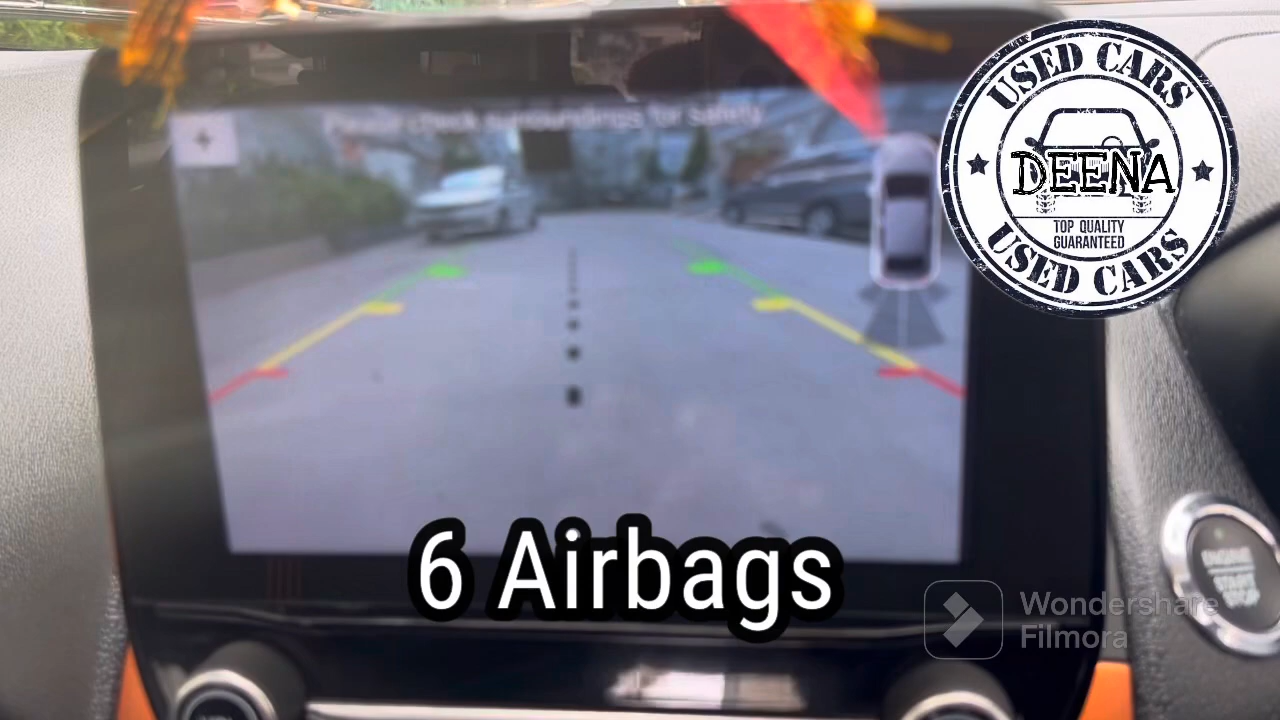 check surroundings for safety
USED CARS
DEENA
TOP QUALITY
GUARANTEED
USED CARS
6 Airbags
ENGINE
START
STOP
Wondershare
Filmora